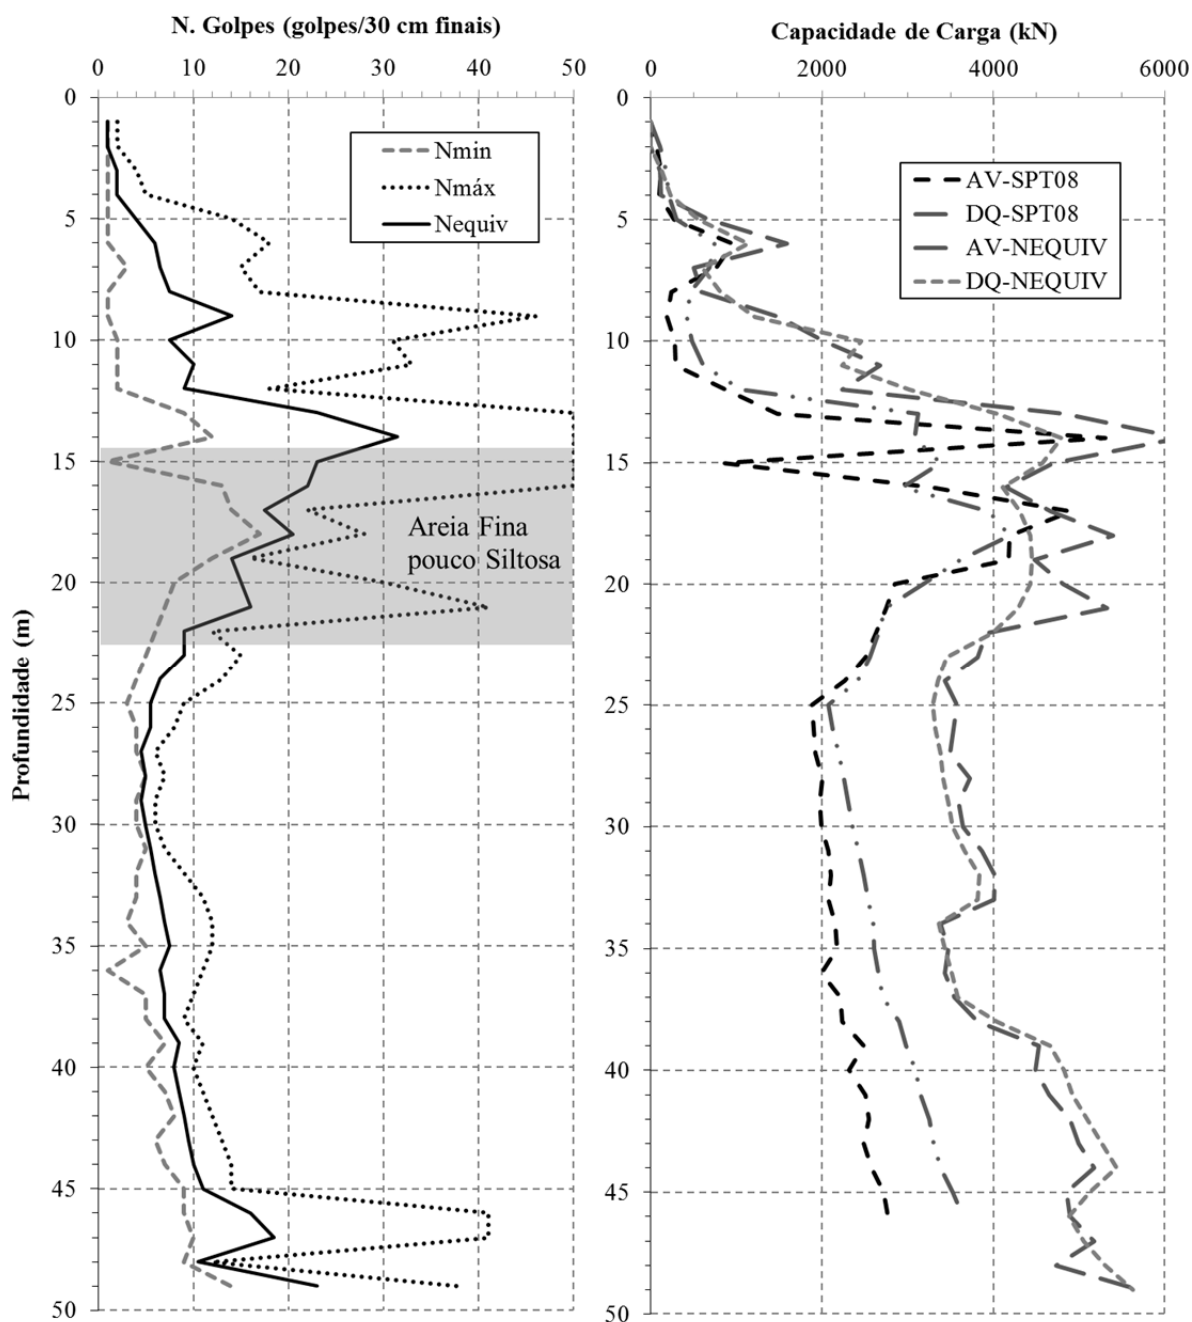 N. Golpes (golpes/30 cm finais)
0 10 20 30 40 50
0
5
10
15
20
25
30
35
40
45
50
Profundidade (m)
Nmin
Nmáx
Nequiv
Areia Fina
pouco Siltosa
Capacidade de Carga (kN)
0 2000 4000 6000
0
5
10
15
20
25
30
35
40
45
50
AV-SPT08
DQ-SPT08
AV-NEQUIV
DQ-NEQUIV